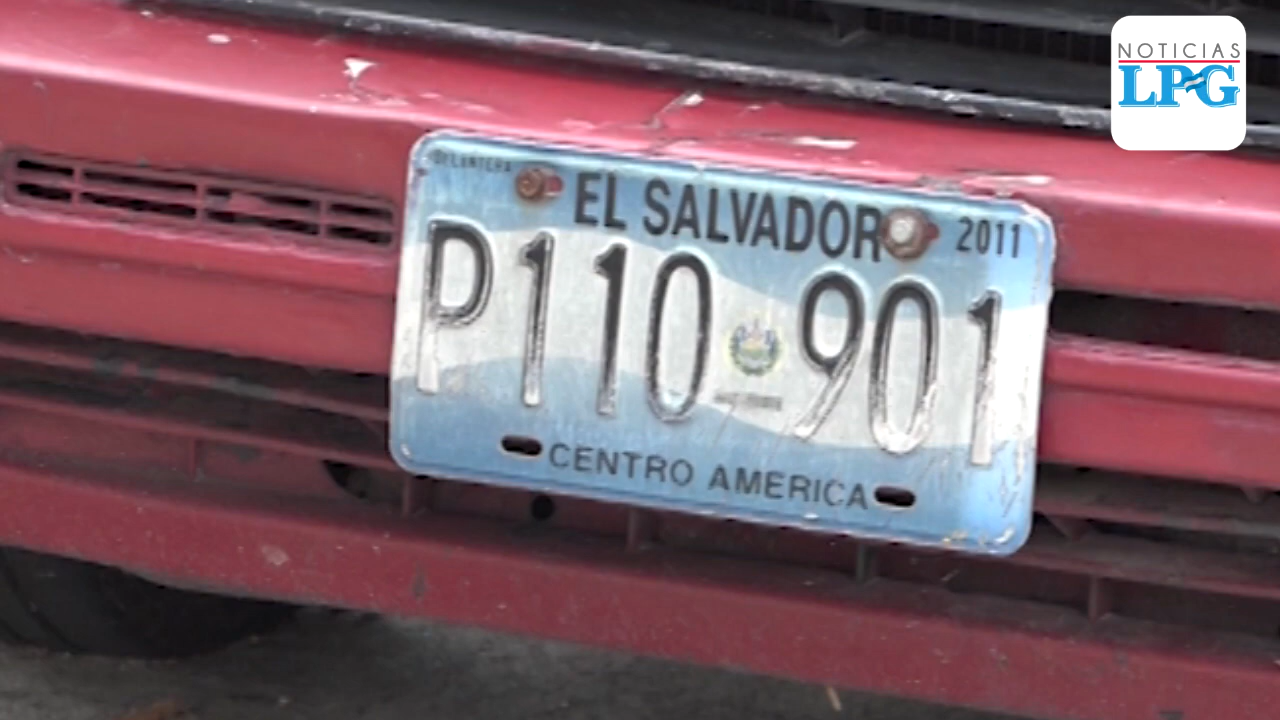 NOTICIAS
LPG
DELANTERA
EL SALVADOR 2011
P110 901
CENTRO AMERICA